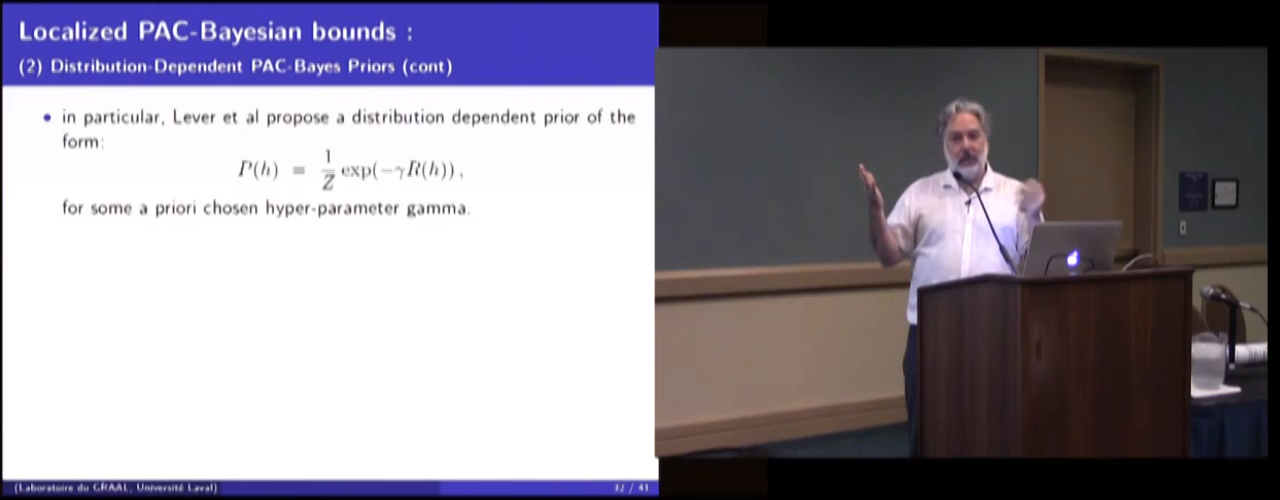 Localized PAC-Bayesian bounds :
(2) Distribution-Dependent PAC-Bayes Priors (cont)
• in particular, Lever et al propose a distribution dependent prior of the
form:
P(h) = 1/Z exp(−γR(h)) ,
for some a priori chosen hyper-parameter gamma.
(Laboratoire du GRAAL, Université Laval)
32 / 41